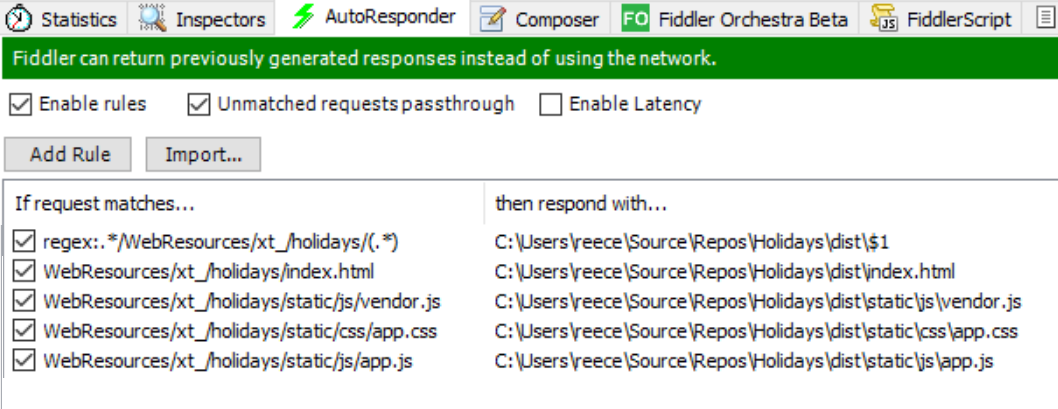 Statistics Inspectors AutoResponder Composer FO Fiddler Orchestra Beta JS FiddlerScript
Fiddler can return previously generated responses instead of using the network.
Enable rules Unmatched requests passthrough Enable Latency
Add Rule Import...
If request matches... then respond with...
regex:.*/WebResources/xt_/holidays/(.*) C:\Users\reece\Source\Repos\Holidays\dist\$1
WebResources/xt_/holidays/index.html C:\Users\reece\Source\Repos\Holidays\dist\index.html
WebResources/xt_/holidays/static/js/vendor.js C:\Users\reece\Source\Repos\Holidays\dist\static\js\vendor.js
WebResources/xt_/holidays/static/css/app.css C:\Users\reece\Source\Repos\Holidays\dist\static\css\app.css
WebResources/xt_/holidays/static/js/app.js C:\Users\reece\Source\Repos\Holidays\dist\static\js\app.js